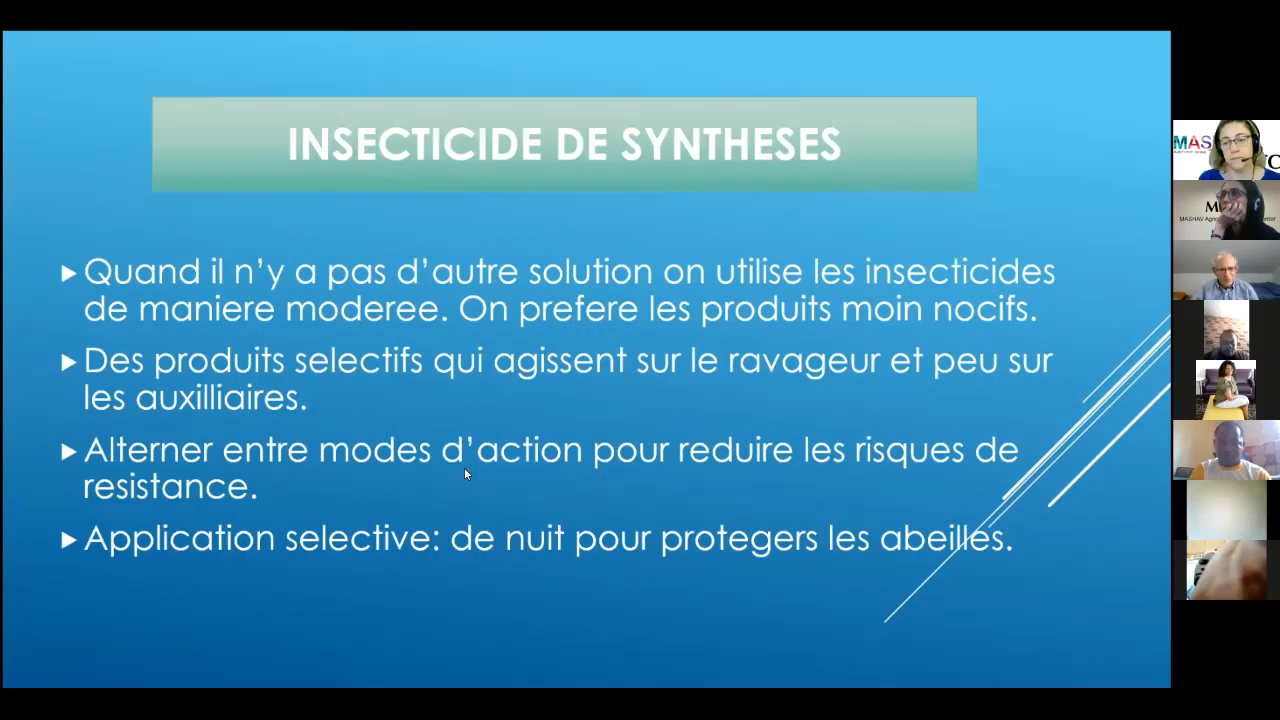 INSECTICIDE DE SYNTHESES
Quand il n’y a pas d’autre solution on utilise les insecticides
de maniere moderee. On prefere les produits moin nocifs.
Des produits selectifs qui agissent sur le ravageur et peu sur
les auxilliaires.
Alterner entre modes d’action pour reduire les risques de
resistance.
Application selective: de nuit pour protegers les abeilles.
MAS